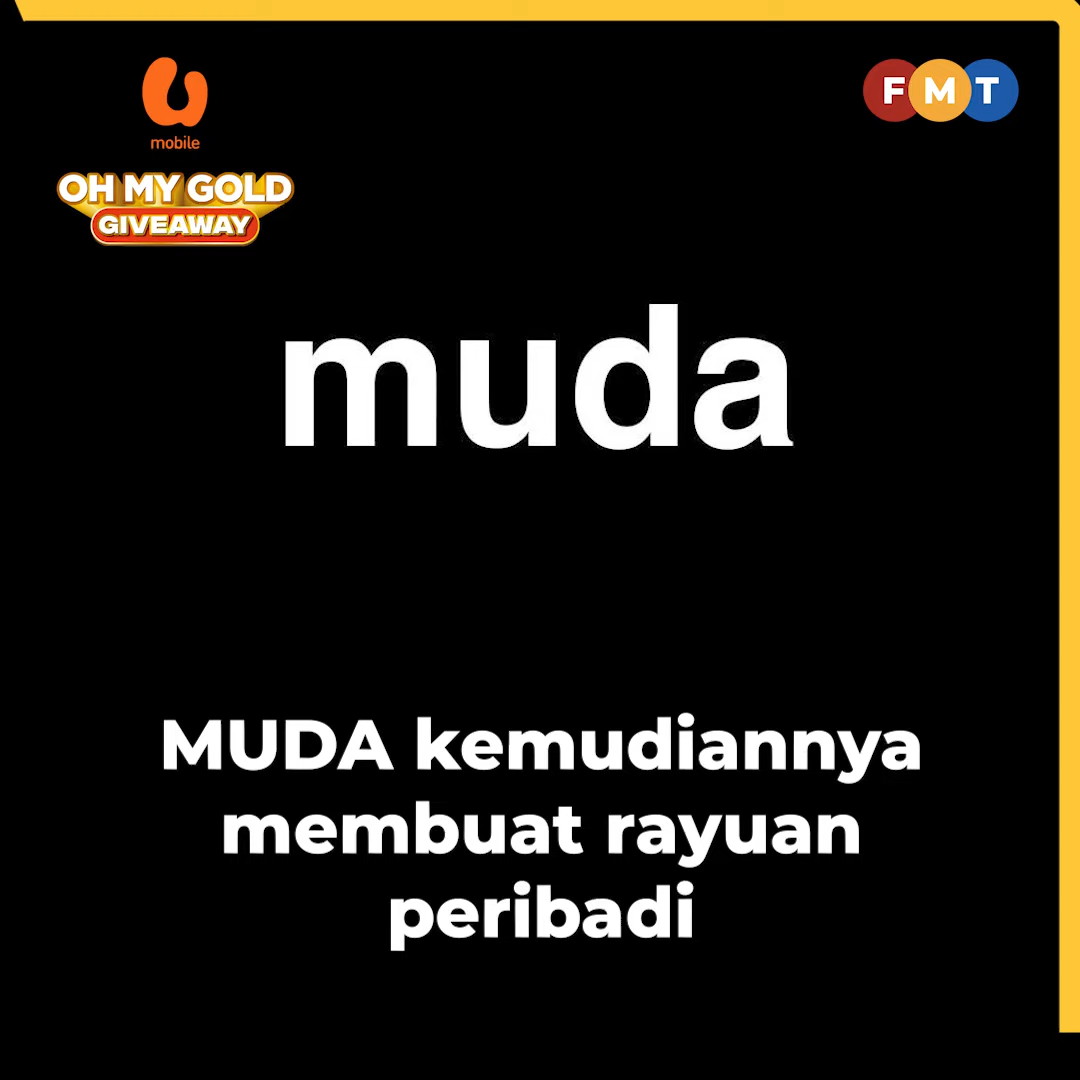 mobile
FMT
OH MY GOLD
GIVEAWAY
muda
MUDA kemudiannya
membuat rayuan
peribadi